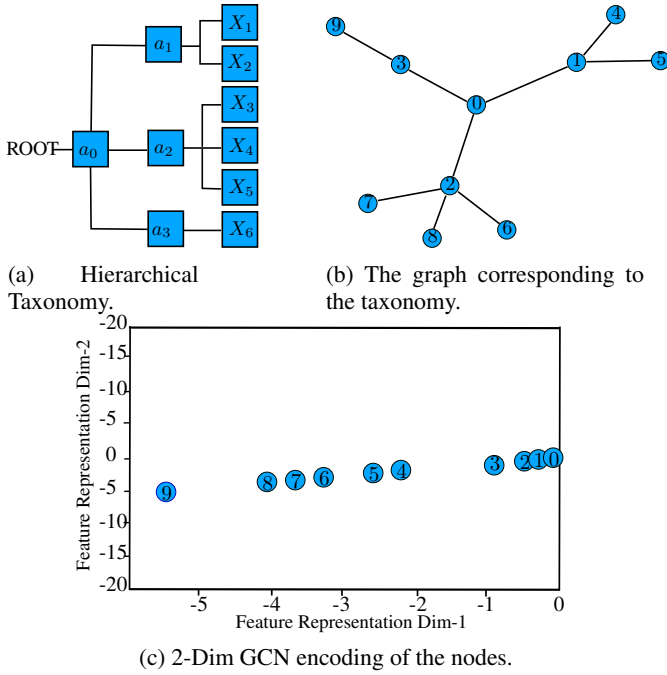 X1
a1
X2
X3
ROOT a0 a2 X4
X5
a3 X6
(a) Hierarchical
Taxonomy.
4
9
3 1 5
0
2
7 6
8
(b) The graph corresponding to
the taxonomy.
Feature Representation Dim-2
-20
-15
-10
-5
0
-5
-10
-15
-20
9 8 7 6 5 4 3 2 1 0
-5 -4 -3 -2 -1 0
Feature Representation Dim-1
(c) 2-Dim GCN encoding of the nodes.